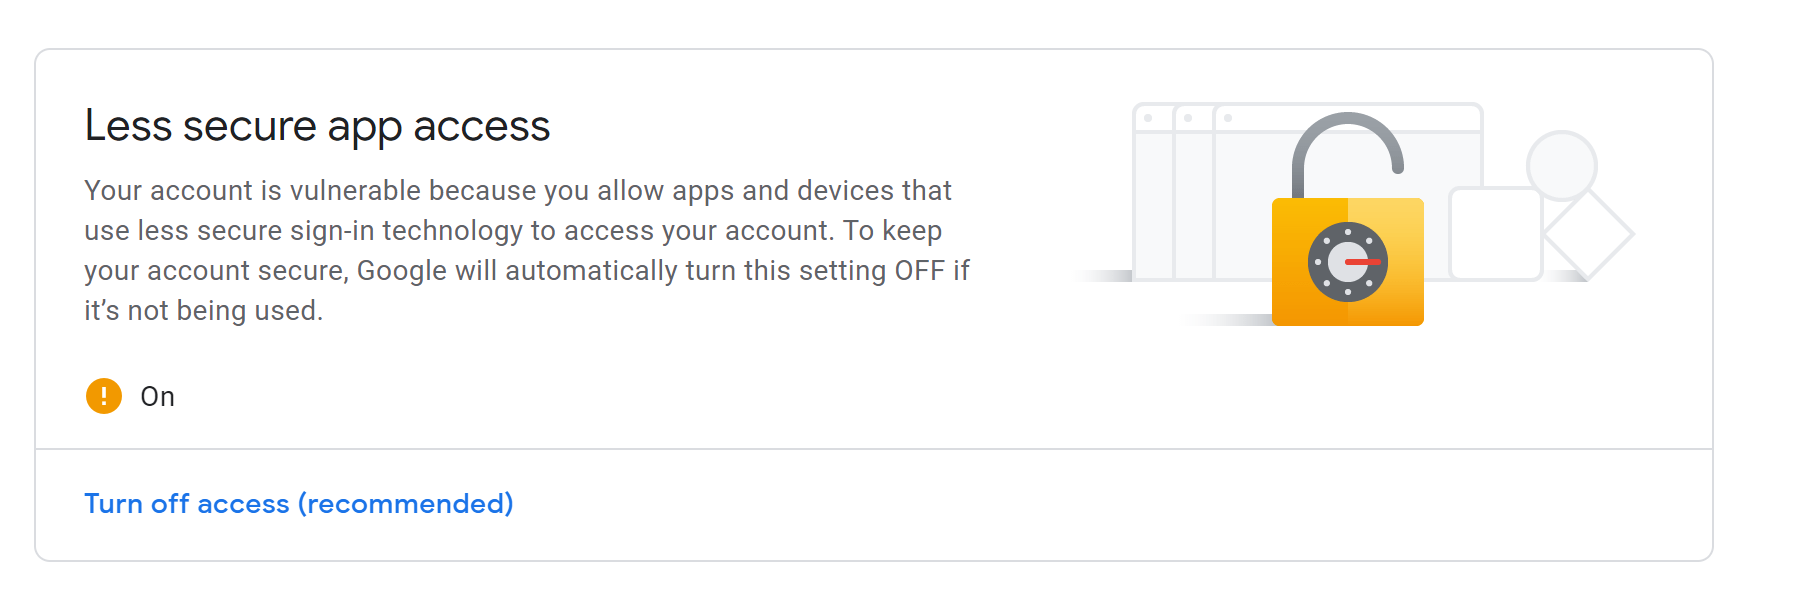 Less secure app access
Your account is vulnerable because you allow apps and devices that
use less secure sign-in technology to access your account. To keep
your account secure, Google will automatically turn this setting OFF if
it’s not being used.
On
Turn off access (recommended)